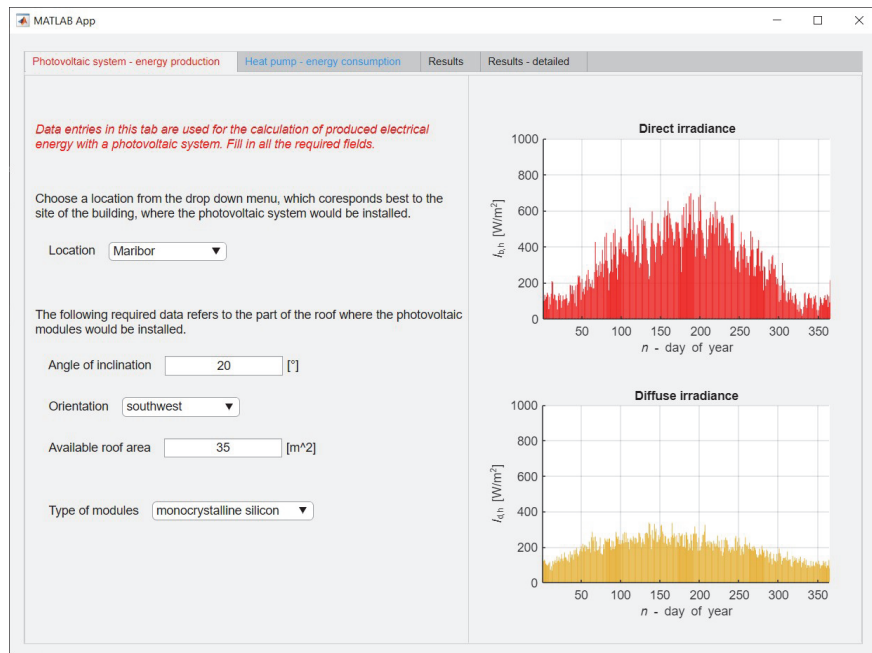 MATLAB App
Photovoltaic system - energy production
Heat pump - energy consumption
Results
Results - detailed
Data entries in this tab are used for the calculation of produced electrical
energy with a photovoltaic system. Fill in all the required fields.
Choose a location from the drop down menu, which coresponds best to the
site of the building, where the photovoltaic system would be installed.
Location Maribor
The following required data refers to the part of the roof where the photovoltaic
modules would be installed.
Angle of inclination 20 [°]
Orientation southwest
Available roof area 35 [m^2]
Type of modules monocrystalline silicon
Direct irradiance
1000
800
600
400
200
0
I_b,h [W/m²]
50 100 150 200 250 300 350
n - day of year
Diffuse irradiance
1000
800
600
400
200
0
I_d,h [W/m²]
50 100 150 200 250 300 350
n - day of year